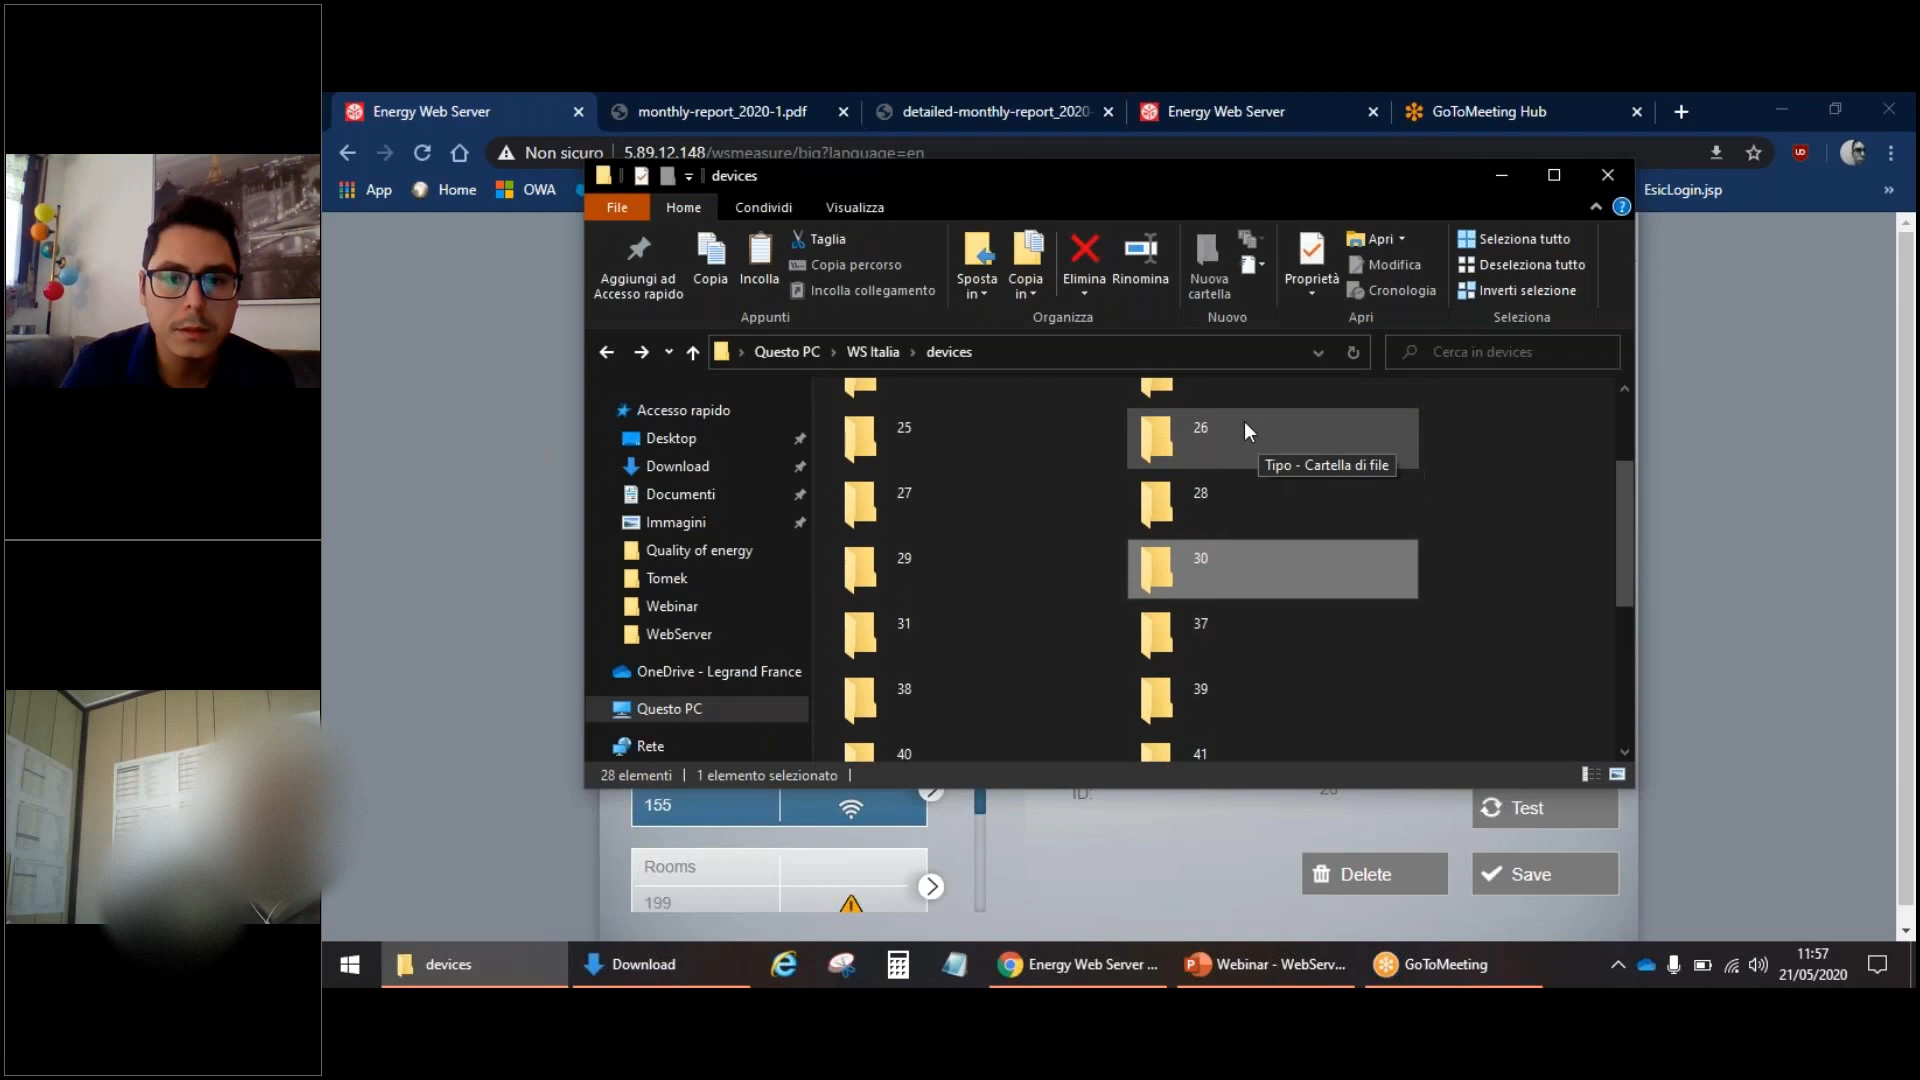 Energy Web Server
monthly-report_2020-1.pdf
detailed-monthly-report_2020-
Energy Web Server
GoToMeeting Hub
Non sicuro
5.89.12.148/wsmeasure/big?language=en
App
Home
OWA
EsicLogin.jsp
devices
File
Home
Condividi
Visualizza
Aggiungi ad
Accesso rapido
Copia
Incolla
Taglia
Copia percorso
Incolla collegamento
Appunti
Sposta
in
Copia
in
Elimina
Rinomina
Organizza
Nuova
cartella
Nuovo
Proprietà
Apri
Modifica
Cronologia
Apri
Seleziona tutto
Deseleziona tutto
Inverti selezione
Seleziona
Questo PC
WS Italia
devices
Cerca in devices
Accesso rapido
Desktop
Download
Documenti
Immagini
Quality of energy
Tomek
Webinar
WebServer
OneDrive - Legrand France
Questo PC
Rete
25
26
Tipo - Cartella di file
27
28
29
30
31
37
38
39
40
41
28 elementi
1 elemento selezionato
155
ID:
Test
Rooms
199
Delete
Save
devices
Download
Energy Web Server ...
Webinar - WebServ...
GoToMeeting
11:57
21/05/2020